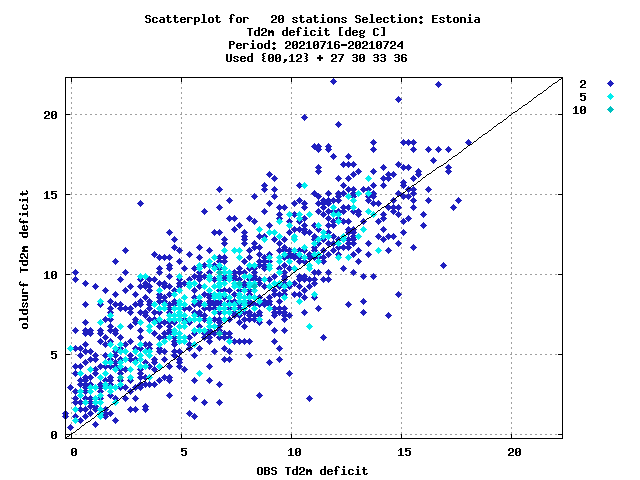 Scatterplot for 20 stations Selection: Estonia
Td2m deficit [deg C]
Period: 20210716-20210724
Used {00,12} + 27 30 33 36
2
5
10
20
15
10
5
0
oldsurf Td2m deficit
0 5 10 15 20
OBS Td2m deficit